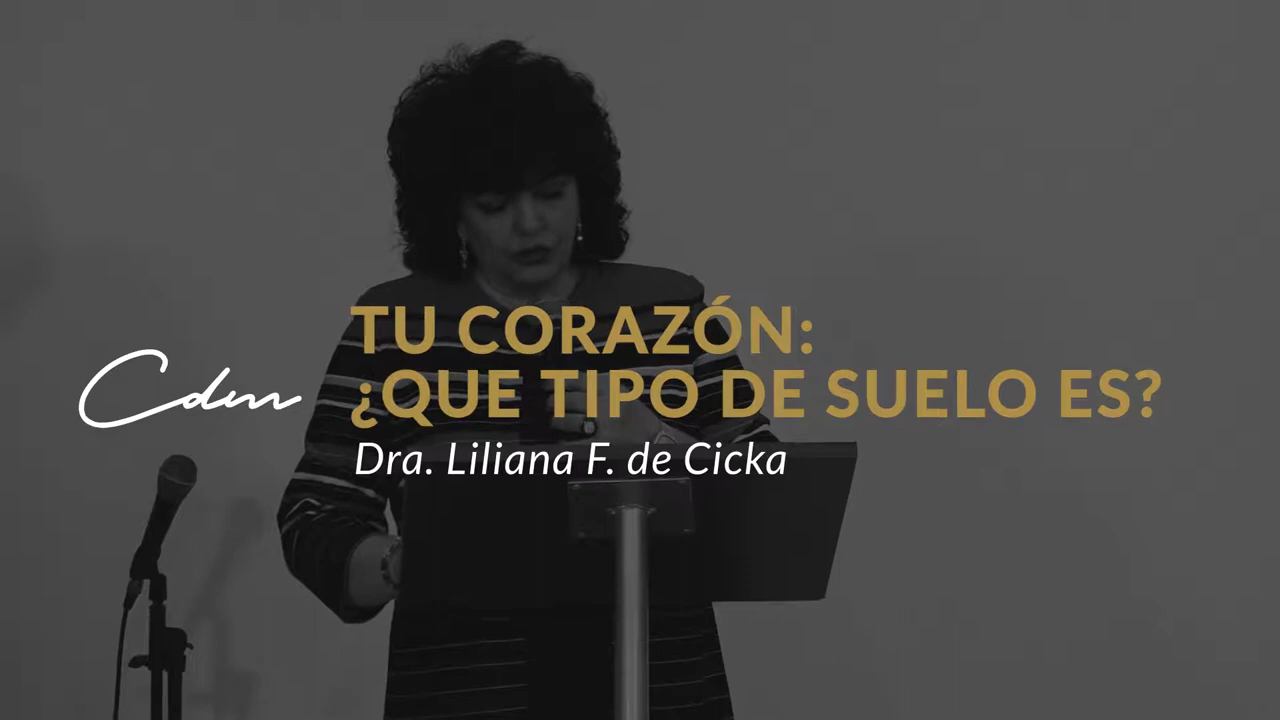 Cdm
TU CORAZÓN:
¿QUE TIPO DE SUELO ES?
Dra. Liliana F. de Cicka